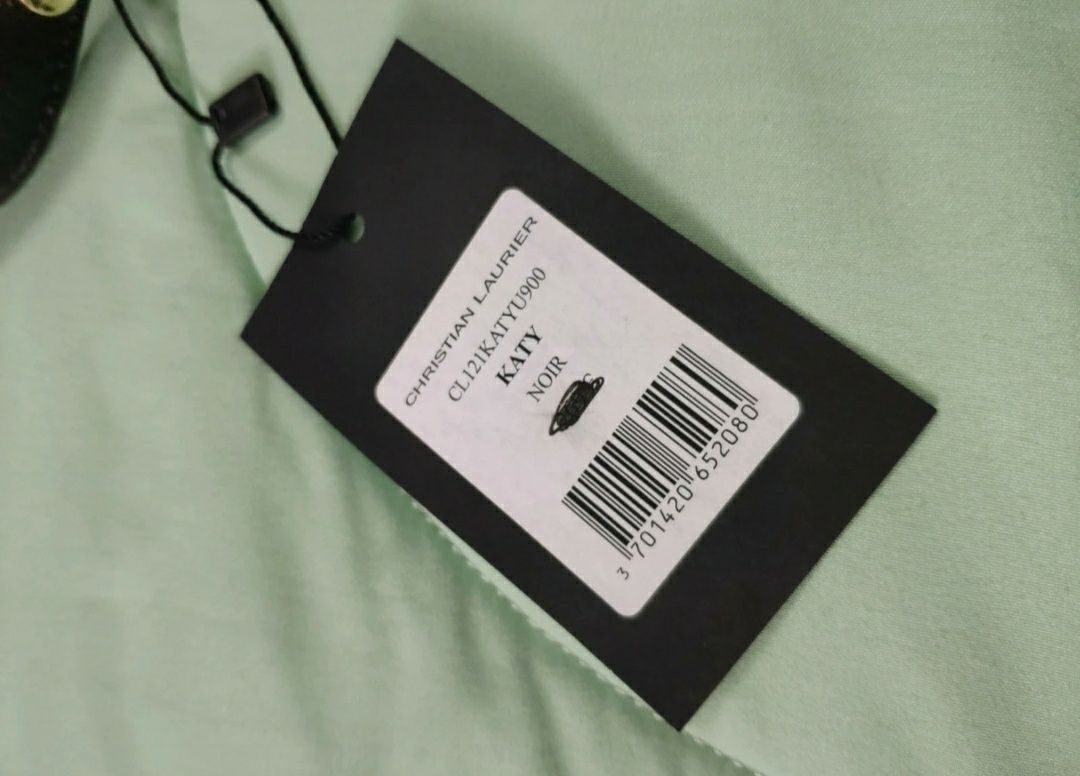 CHRISTIAN LAURIER
CL121KATYU900
KATY
NOIR
3 701420 652080